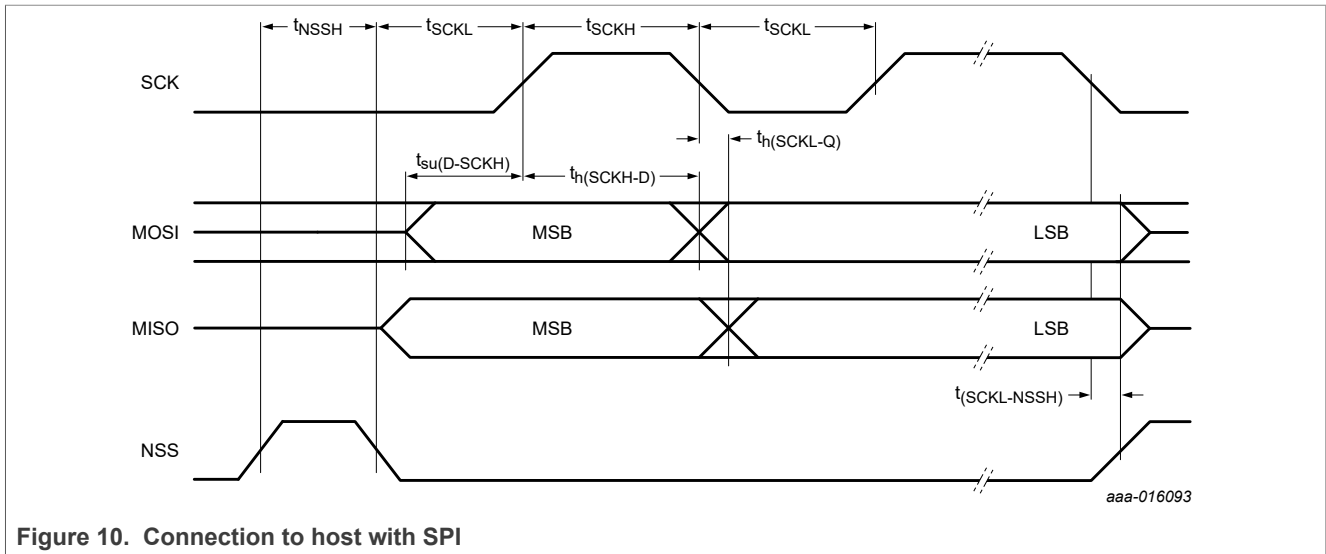 tNSSH tSCKL tSCKH tSCKL
SCK
th(SCKL-Q)
tsu(D-SCKH) th(SCKH-D)
MOSI MSB LSB
MISO MSB LSB
t(SCKL-NSSH)
NSS
aaa-016093
Figure 10. Connection to host with SPI